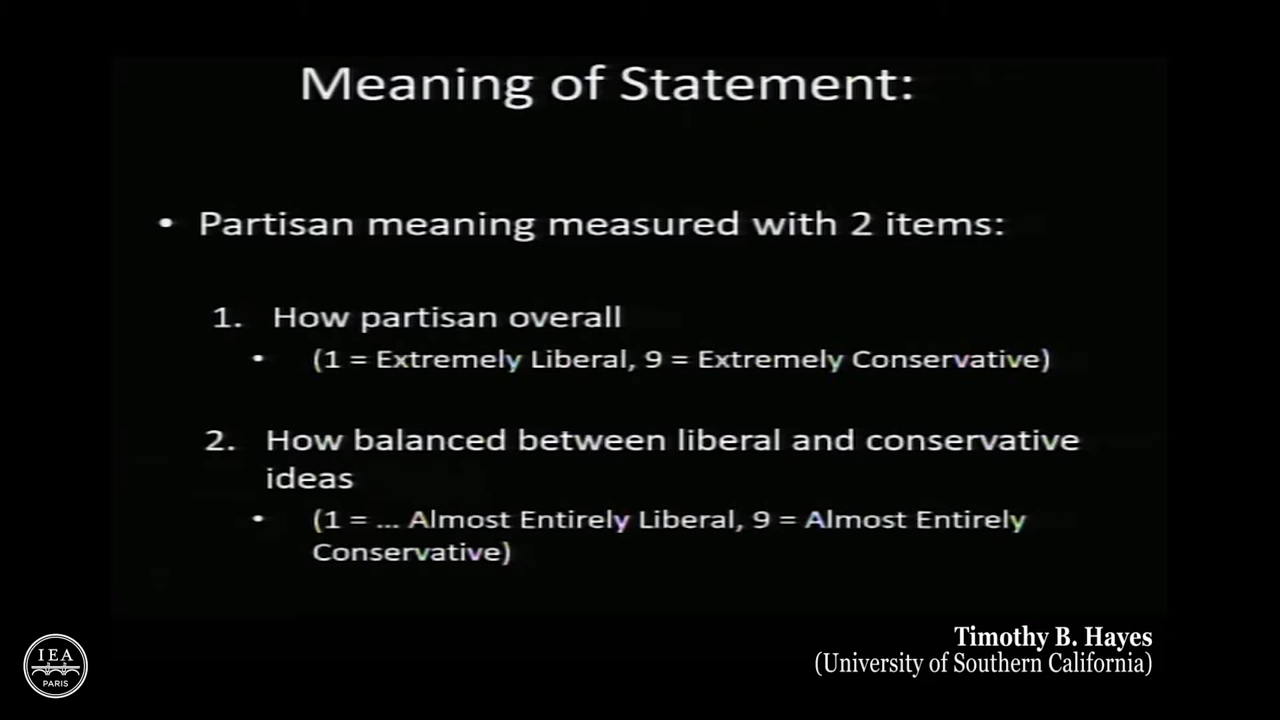 Meaning of Statement:
• Partisan meaning measured with 2 items:
1. How partisan overall
• (1 = Extremely Liberal, 9 = Extremely Conservative)
2. How balanced between liberal and conservative
ideas
• (1 = ... Almost Entirely Liberal, 9 = Almost Entirely
Conservative)
Timothy B. Hayes
(University of Southern California)
IEA
PARIS